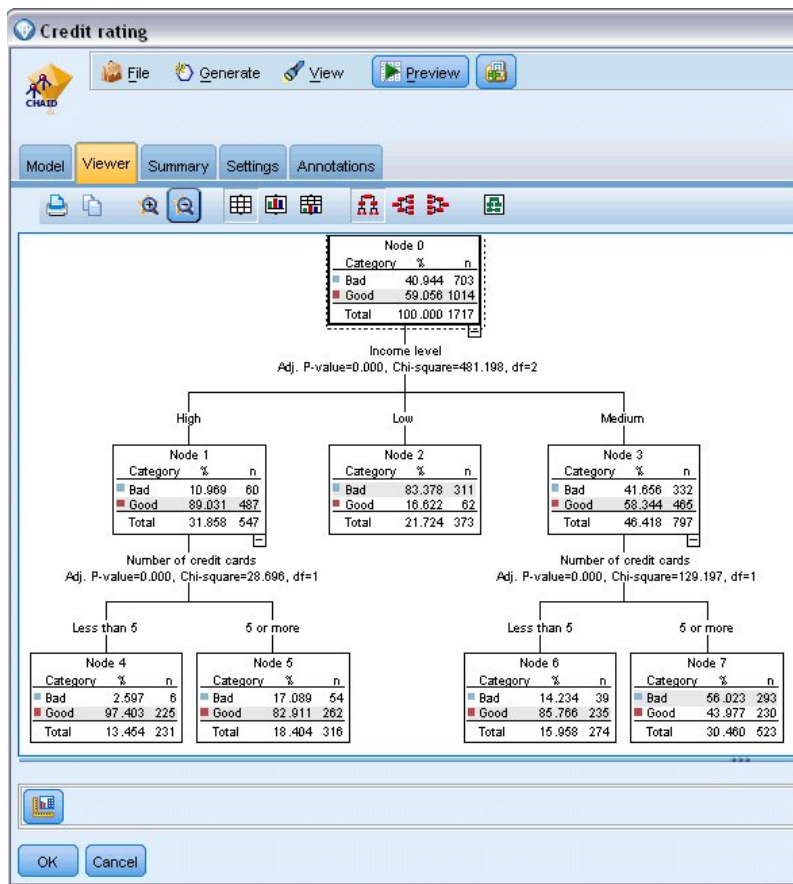 Credit rating
CHAID
File Generate View Preview
Model Viewer Summary Settings Annotations
Node 0
Category % n
Bad 40.944 703
Good 59.056 1014
Total 100.000 1717
Income level
Adj. P-value=0.000, Chi-square=481.198, df=2
High Low Medium
Node 1
Category % n
Bad 10.969 60
Good 89.031 487
Total 31.858 547
Node 2
Category % n
Bad 83.378 311
Good 16.622 62
Total 21.724 373
Node 3
Category % n
Bad 41.656 332
Good 58.344 465
Total 46.418 797
Number of credit cards
Adj. P-value=0.000, Chi-square=28.696, df=1
Number of credit cards
Adj. P-value=0.000, Chi-square=129.197, df=1
Less than 5 5 or more Less than 5 5 or more
Node 4
Category % n
Bad 2.597 6
Good 97.403 225
Total 13.454 231
Node 5
Category % n
Bad 17.089 54
Good 82.911 262
Total 18.404 316
Node 6
Category % n
Bad 14.234 39
Good 85.766 235
Total 15.958 274
Node 7
Category % n
Bad 56.023 293
Good 43.977 230
Total 30.460 523
OK Cancel